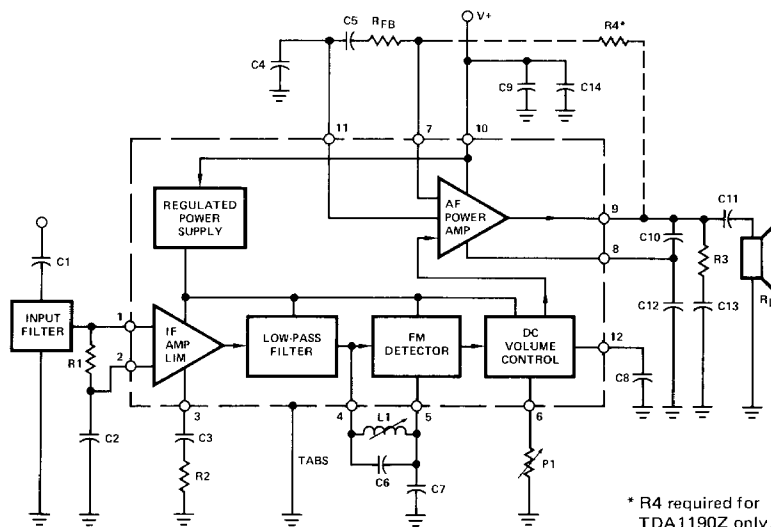 V+
C5
RFB
R4*
C4
C9
C14
11
7
10
REGULATED
POWER
SUPPLY
AF
POWER
AMP
9
C11
C10
R3
8
C1
INPUT
FILTER
1
2
R1
IF
AMP
LIM
LOW-PASS
FILTER
FM
DETECTOR
DC
VOLUME
CONTROL
12
C12
C13
C8
C2
3
C3
R2
TABS
4
5
L1
C6
C7
6
P1
* R4 required for
TDA1190Z only